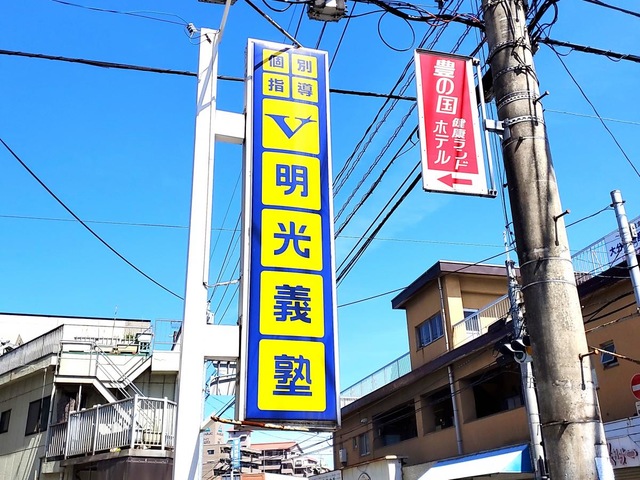 個別
指導
明光義塾
豊の国
健康ランド
ホテル